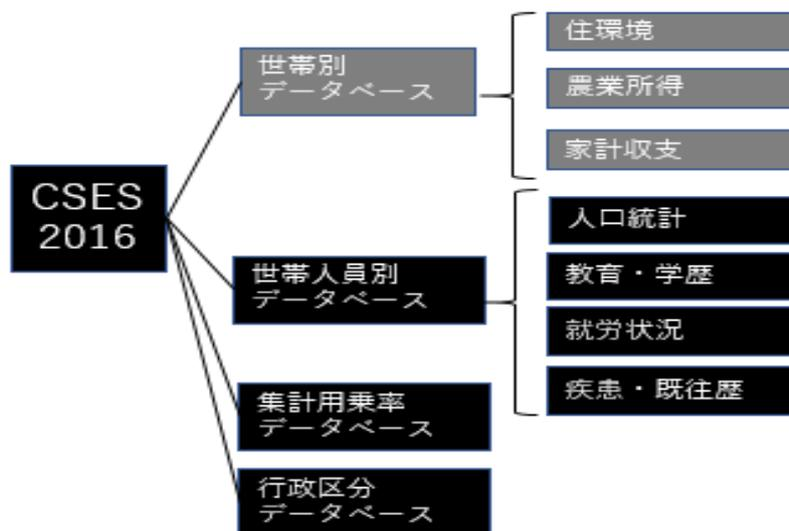 CSES
2016
世帯別
データベース
住環境
農業所得
家計収支
世帯人員別
データベース
人口統計
教育・学歴
就労状況
疾患・既往歴
集計用乗率
データベース
行政区分
データベース